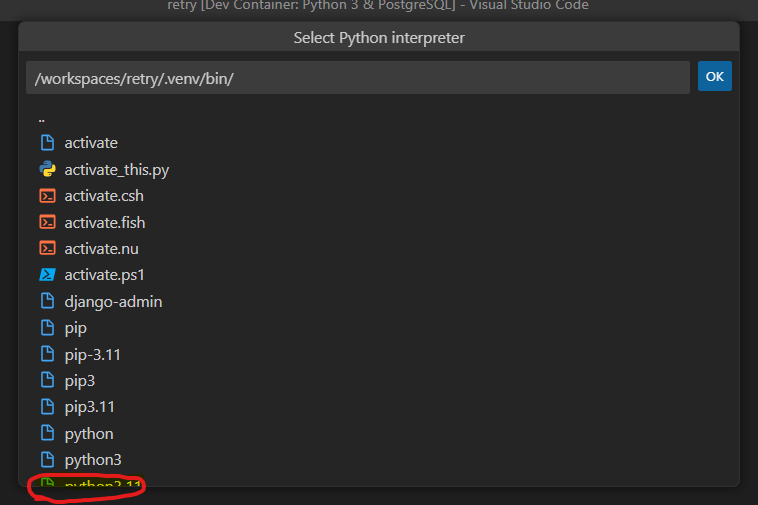 retry [Dev Container: Python 3 & PostgreSQL] - Visual Studio Code
Select Python interpreter
/workspaces/retry/.venv/bin/
OK
..
activate
activate_this.py
activate.csh
activate.fish
activate.nu
activate.ps1
django-admin
pip
pip-3.11
pip3
pip3.11
python
python3
python3.11